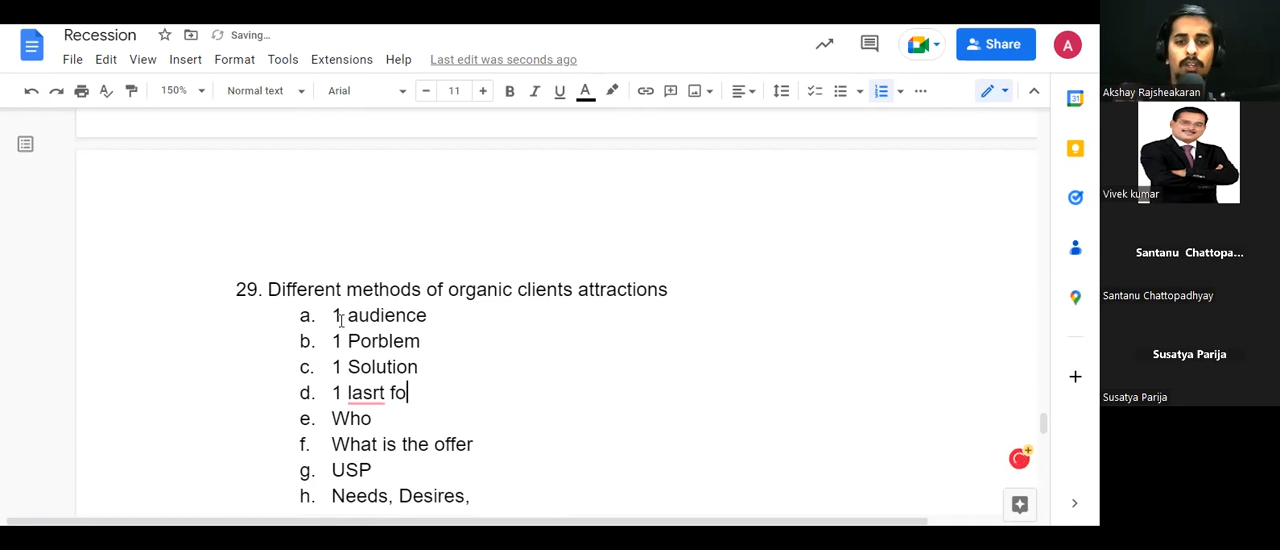 Recession
Saving...
File Edit View Insert Format Tools Extensions Help Last edit was seconds ago
Share
A
150% Normal text Arial 11
29. Different methods of organic clients attractions
a. 1 audience
b. 1 Porblem
c. 1 Solution
d. 1 lasrt fo
e. Who
f. What is the offer
g. USP
h. Needs, Desires,
Akshay Rajsheakaran
Vivek kumar
Santanu Chattopa...
Santanu Chattopadhyay
Susatya Parija
Susatya Parija